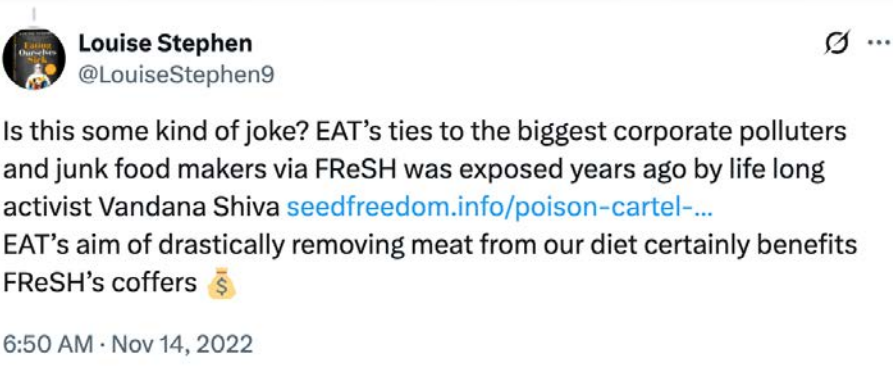 Louise Stephen
@LouiseStephen9
Is this some kind of joke? EAT's ties to the biggest corporate polluters
and junk food makers via FReSH was exposed years ago by life long
activist Vandana Shiva seedfreedom.info/poison-cartel-...
EAT's aim of drastically removing meat from our diet certainly benefits
FReSH's coffers 💰
6:50 AM · Nov 14, 2022